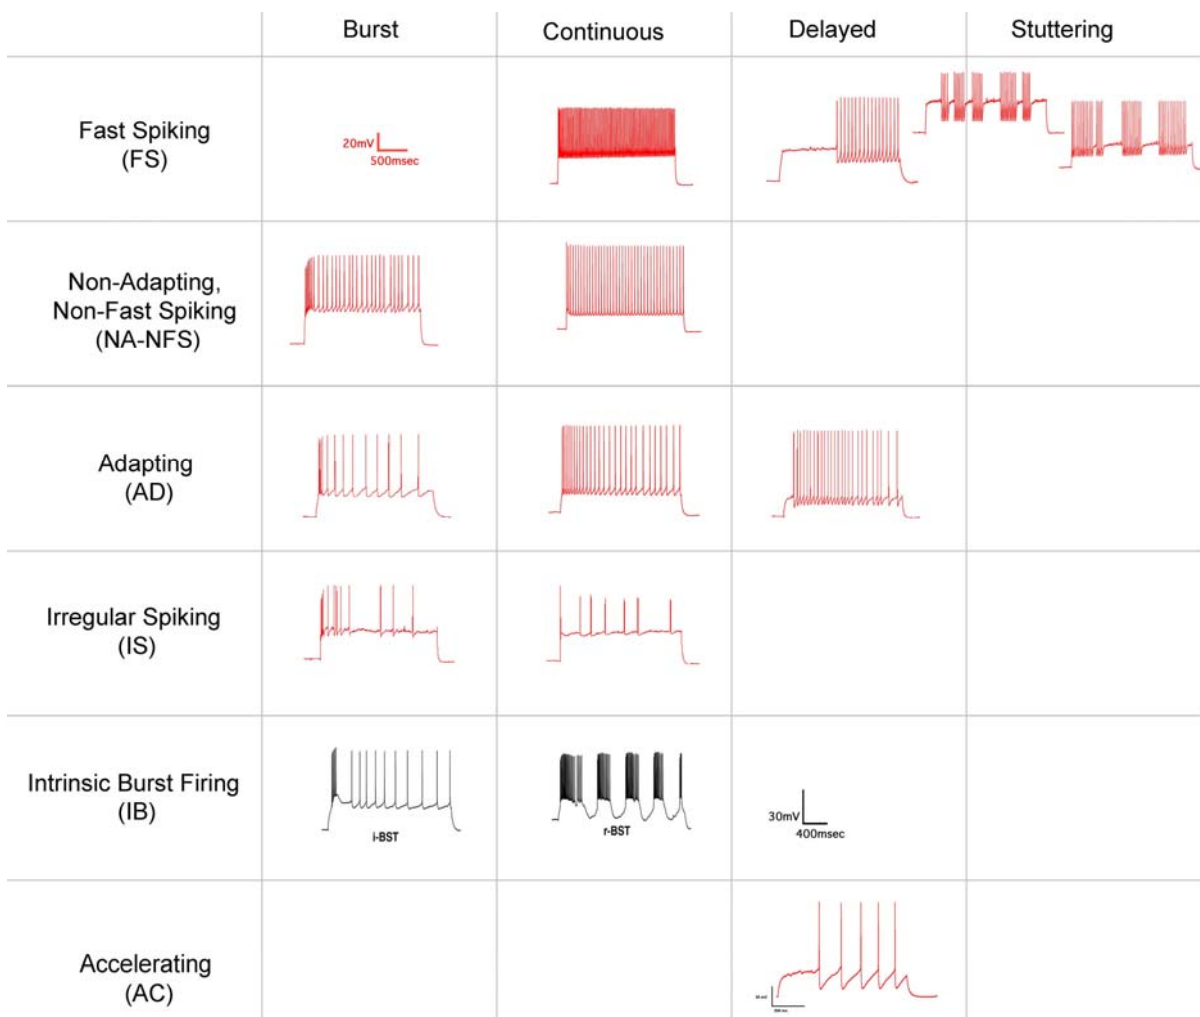 Burst
Continuous
Delayed
Stuttering
Fast Spiking
(FS)
20mV
500msec
Non-Adapting,
Non-Fast Spiking
(NA-NFS)
Adapting
(AD)
Irregular Spiking
(IS)
Intrinsic Burst Firing
(IB)
i-BST
r-BST
30mV
400msec
Accelerating
(AC)